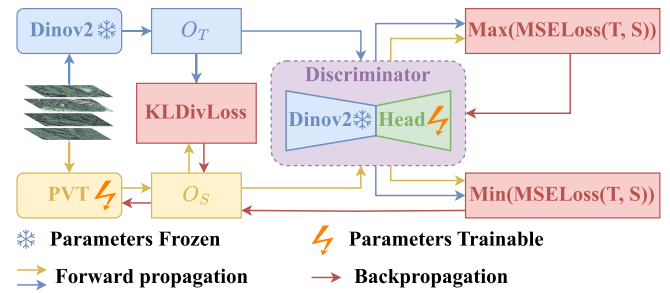 Dinov2
O_T
Max(MSELoss(T, S))
Discriminator
KLDivLoss
Dinov2
Head
PVT
O_S
Min(MSELoss(T, S))
Parameters Frozen
Parameters Trainable
Forward propagation
Backpropagation